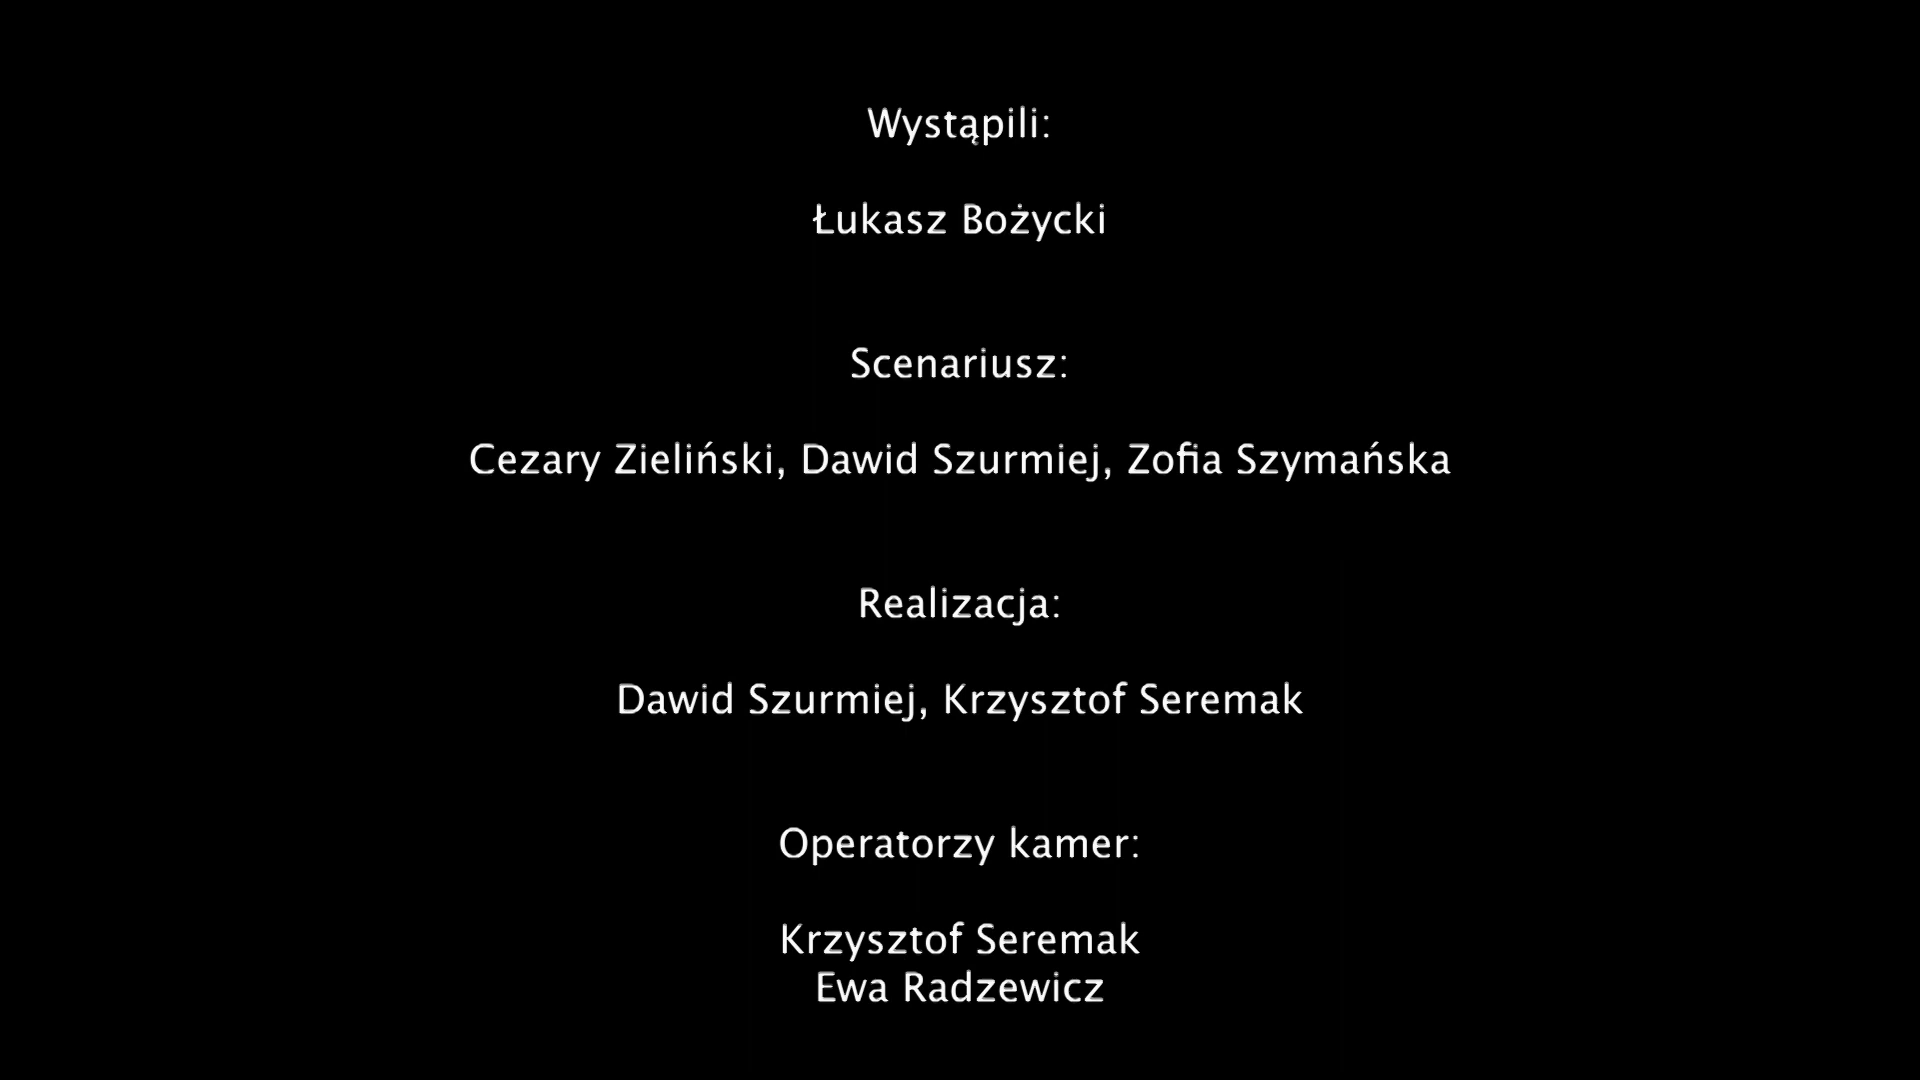 Wystąpili:
Łukasz Bożycki
Scenariusz:
Cezary Zieliński, Dawid Szurmiej, Zofia Szymańska
Realizacja:
Dawid Szurmiej, Krzysztof Seremak
Operatorzy kamer:
Krzysztof Seremak
Ewa Radzewicz